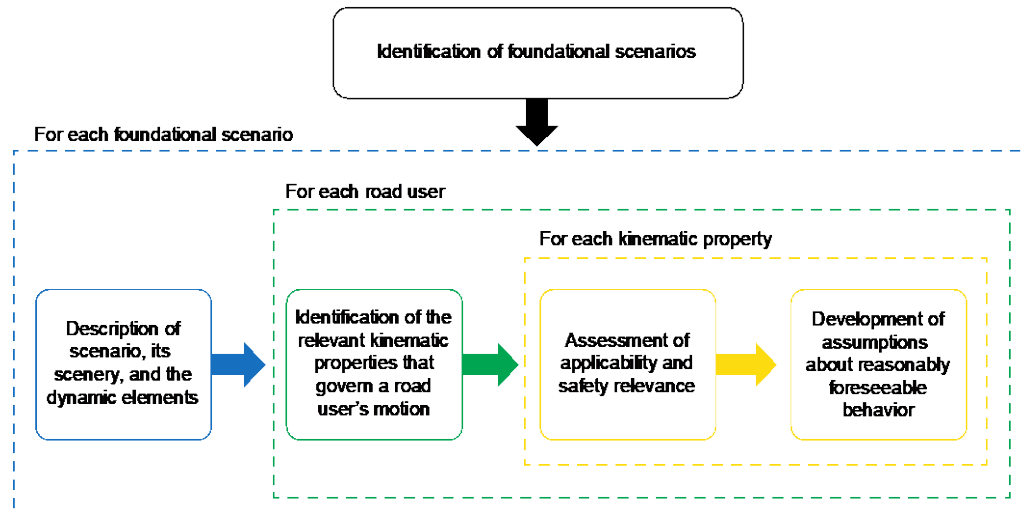 Identification of foundational scenarios
For each foundational scenario
For each road user
For each kinematic property
Description of
scenario, its
scenery, and the
dynamic elements
Identification of the
relevant kinematic
properties that
govern a road
user's motion
Assessment of
applicability and
safety relevance
Development of
assumptions
about reasonably
foreseeable
behavior